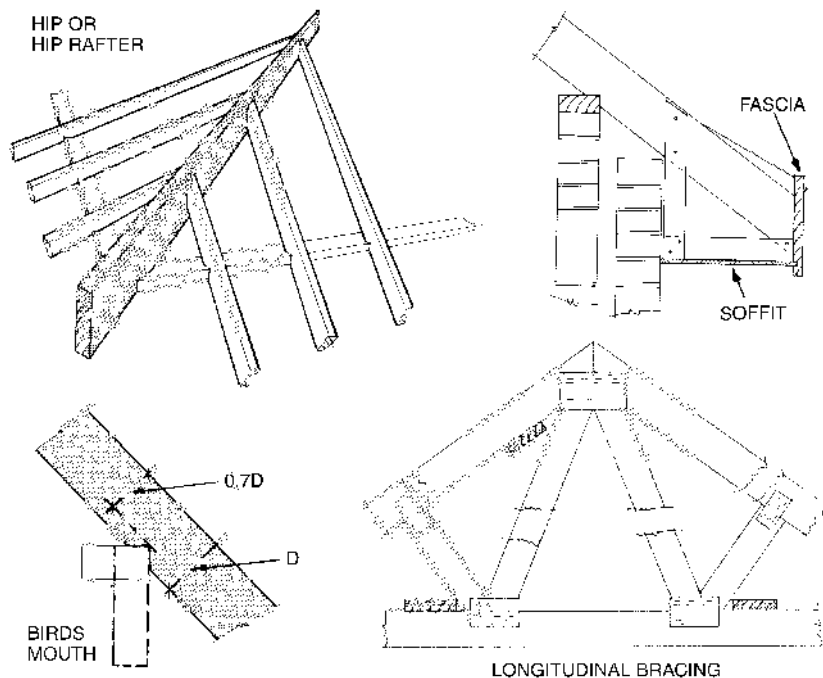 HIP OR
HIP RAFTER
FASCIA
SOFFIT
0.7D
D
BIRDS
MOUTH
LONGITUDINAL BRACING